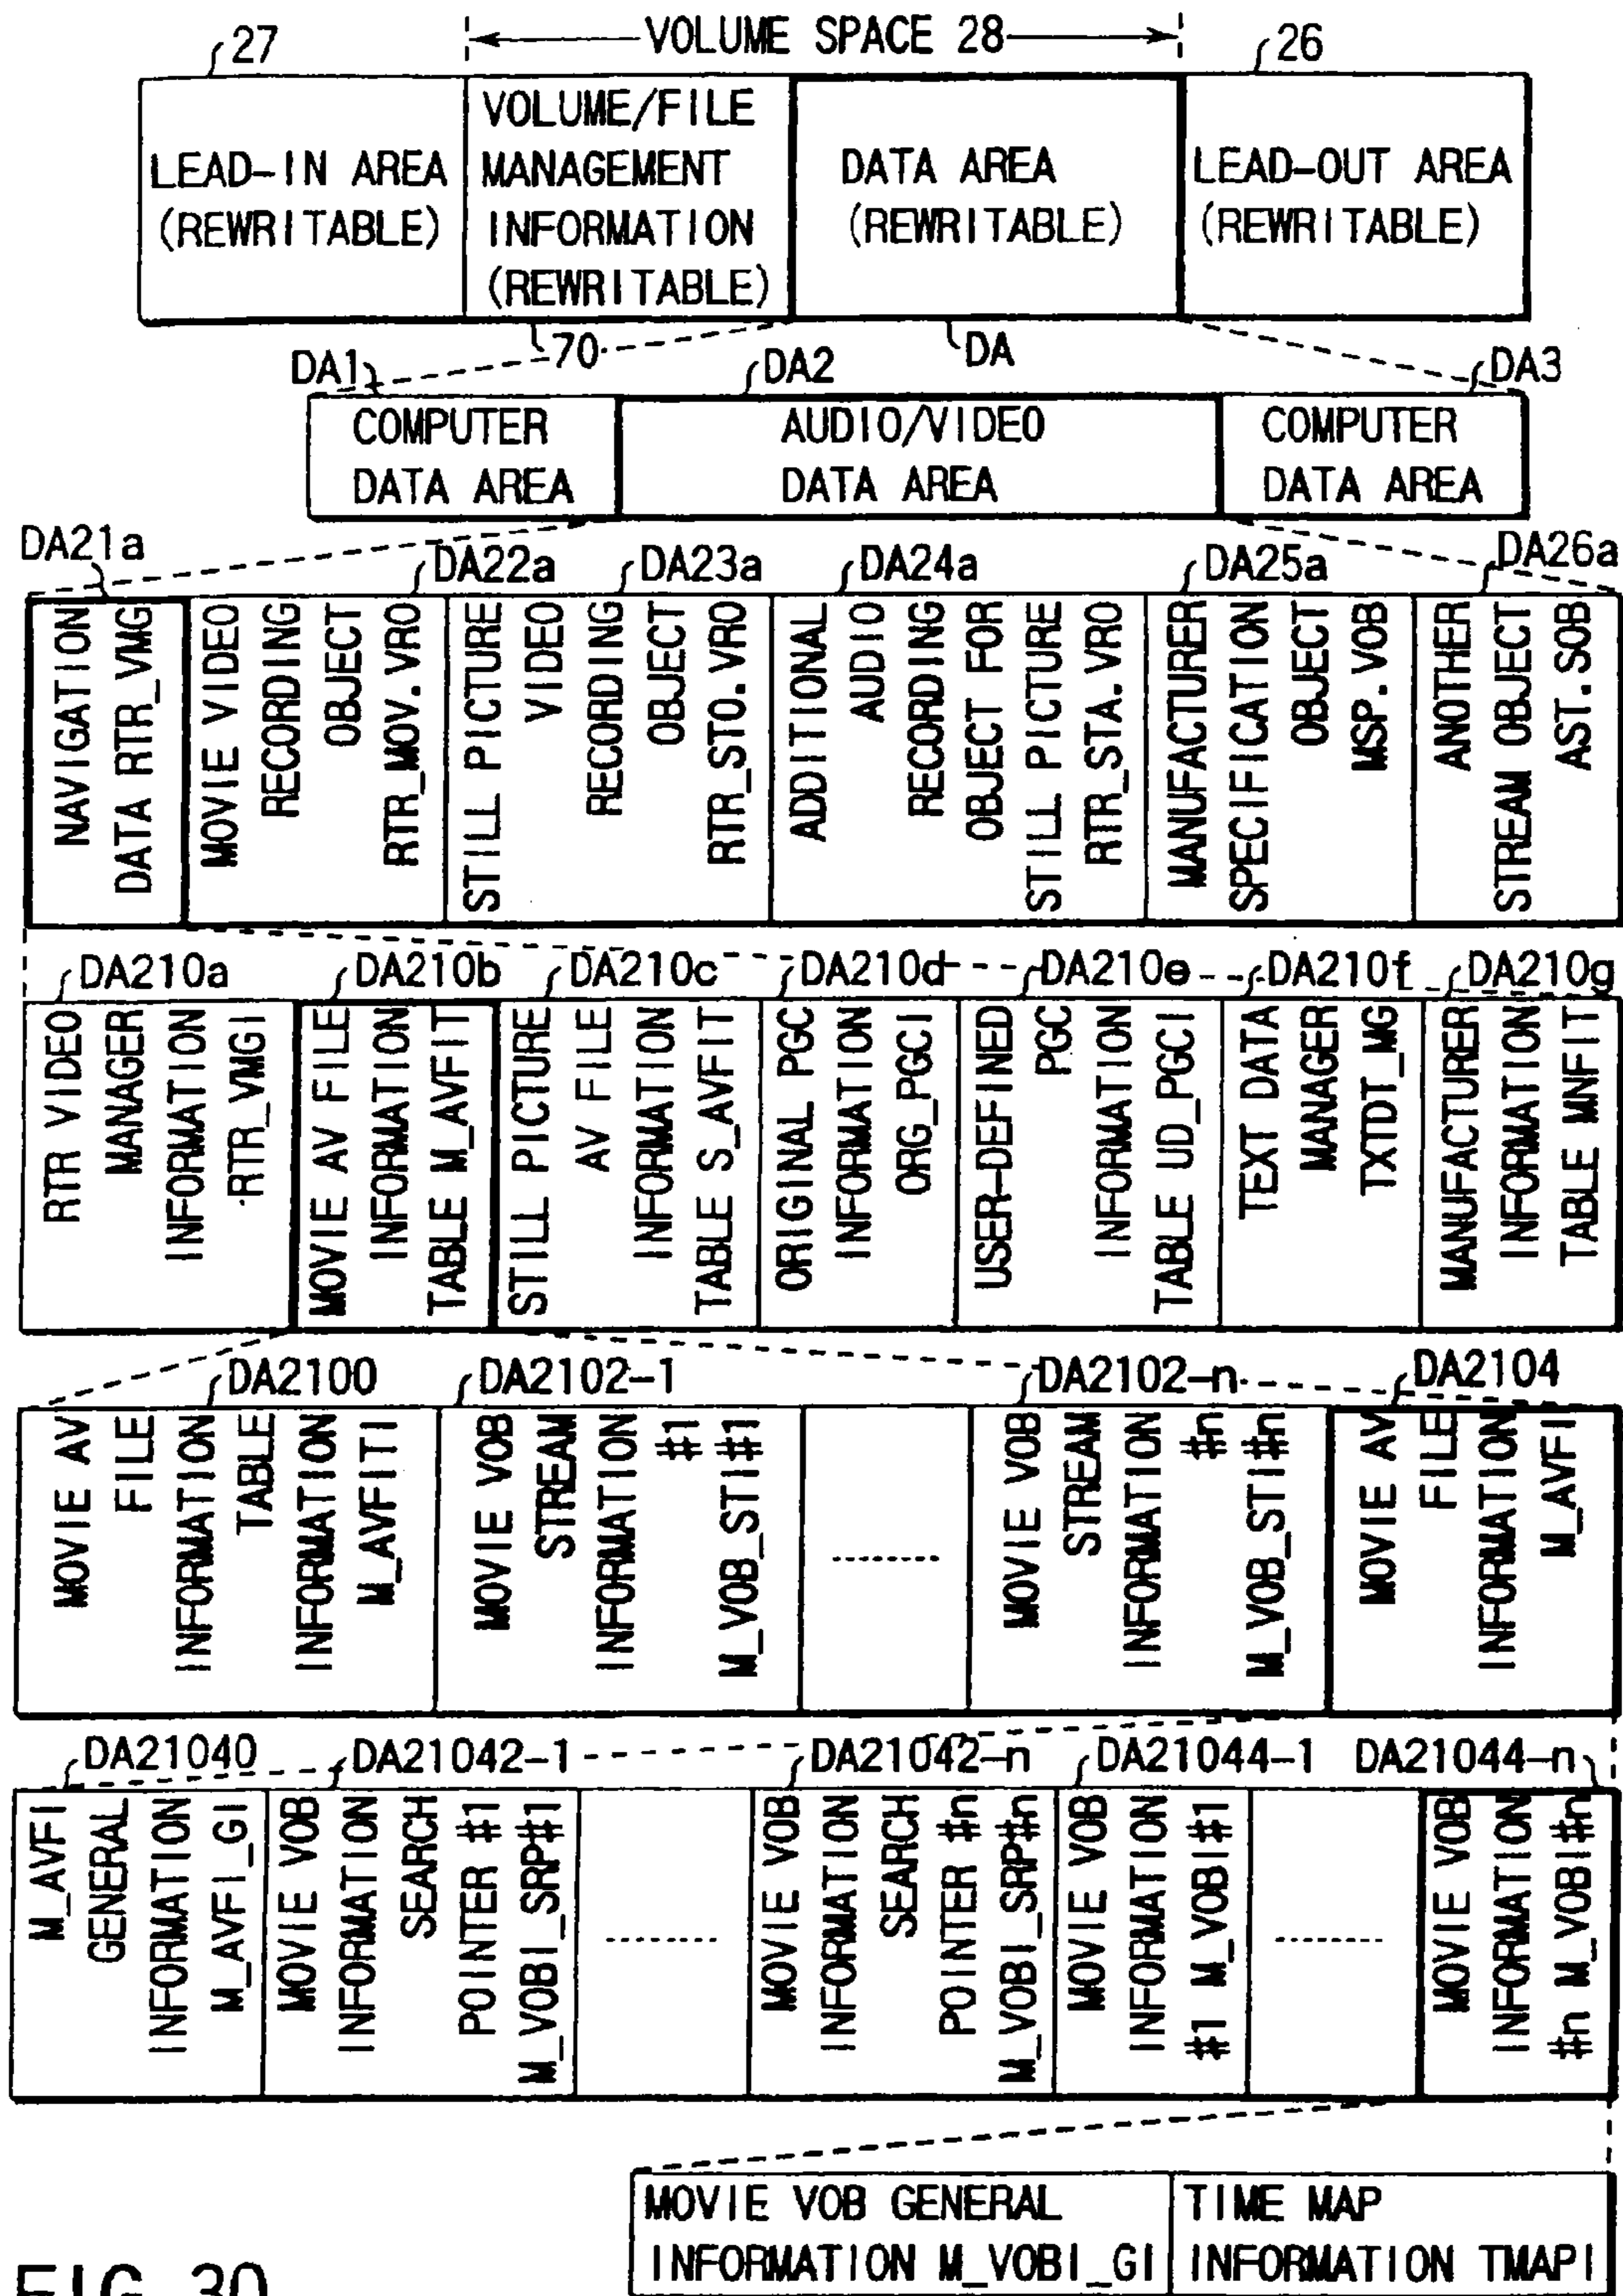 27
VOLUME SPACE 28
26
LEAD-IN AREA
(REWRITABLE)
VOLUME/FILE
MANAGEMENT
INFORMATION
(REWRITABLE)
DATA AREA
(REWRITABLE)
LEAD-OUT AREA
(REWRITABLE)
70
DA
DA1
DA2
DA3
COMPUTER
DATA AREA
AUDIO/VIDEO
DATA AREA
COMPUTER
DATA AREA
DA21a
DA22a
DA23a
DA24a
DA25a
DA26a
NAVIGATION
DATA RTR_VMG
MOVIE VIDEO
RECORDING
OBJECT
RTR_MOV.VRO
STILL PICTURE
VIDEO
RECORDING
OBJECT
RTR_STO.VRO
ADDITIONAL
AUDIO
RECORDING
OBJECT FOR
STILL PICTURE
RTR_STA.VRO
MANUFACTURER
SPECIFICATION
OBJECT
MSP.VOB
ANOTHER
STREAM OBJECT
AST.SOB
DA210a
DA210b
DA210c
DA210d
DA210e
DA210f
DA210g
RTR VIDEO
MANAGER
INFORMATION
RTR_VMGI
MOVIE AV FILE
INFORMATION
TABLE M_AVFIT
STILL PICTURE
AV FILE
INFORMATION
TABLE S_AVFIT
ORIGINAL PGC
INFORMATION
ORG_PGCI
USER-DEFINED
PGC
INFORMATION
TABLE UD_PGCI
TEXT DATA
MANAGER
TXTDT_MG
MANUFACTURER
INFORMATION
TABLE MNFIT
DA2100
DA2102-1
DA2102-n
DA2104
MOVIE AV
FILE
INFORMATION
TABLE
INFORMATION
M_AVFITI
MOVIE VOB
STREAM
INFORMATION
#1
M_VOB_STI#1
MOVIE VOB
STREAM
INFORMATION
#n
M_VOB_STI#n
MOVIE AV
FILE
INFORMATION
M_AVFI
DA21040
DA21042-1
DA21042-n
DA21044-1
DA21044-n
M_AVFI
GENERAL
INFORMATION
M_AVFI_GI
MOVIE VOB
INFORMATION
SEARCH
POINTER #1
M_VOBI_SRP#1
MOVIE VOB
INFORMATION
SEARCH
POINTER #n
M_VOBI_SRP#n
MOVIE VOB
INFORMATION
#1 M_VOBI#1
MOVIE VOB
INFORMATION
#n M_VOBI#n
MOVIE VOB GENERAL
INFORMATION M_VOBI_GI
TIME MAP
INFORMATION TMAPI
FIG. 30